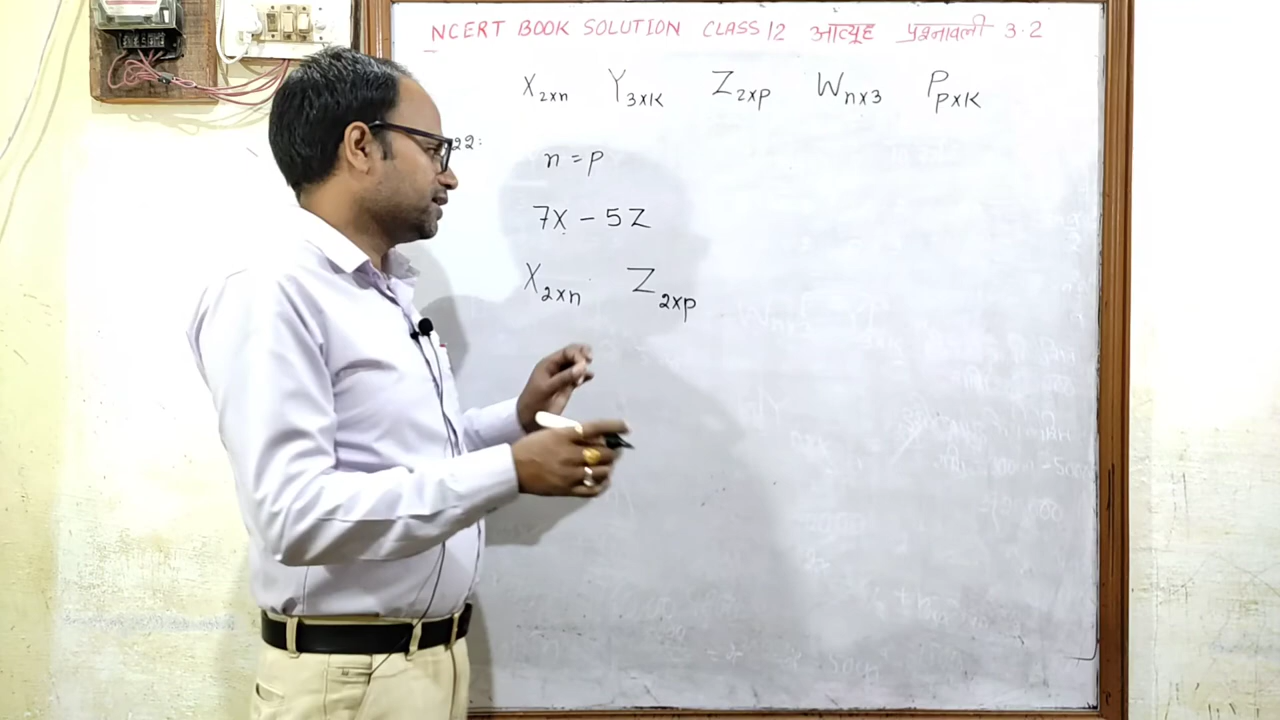 NCERT BOOK SOLUTION CLASS 12 आव्यूह प्रश्नावली 3.2
X2xn Y3xK Z2xp Wnx3 PpxK
22:
n = p
7X - 5Z
X2xn Z2xp